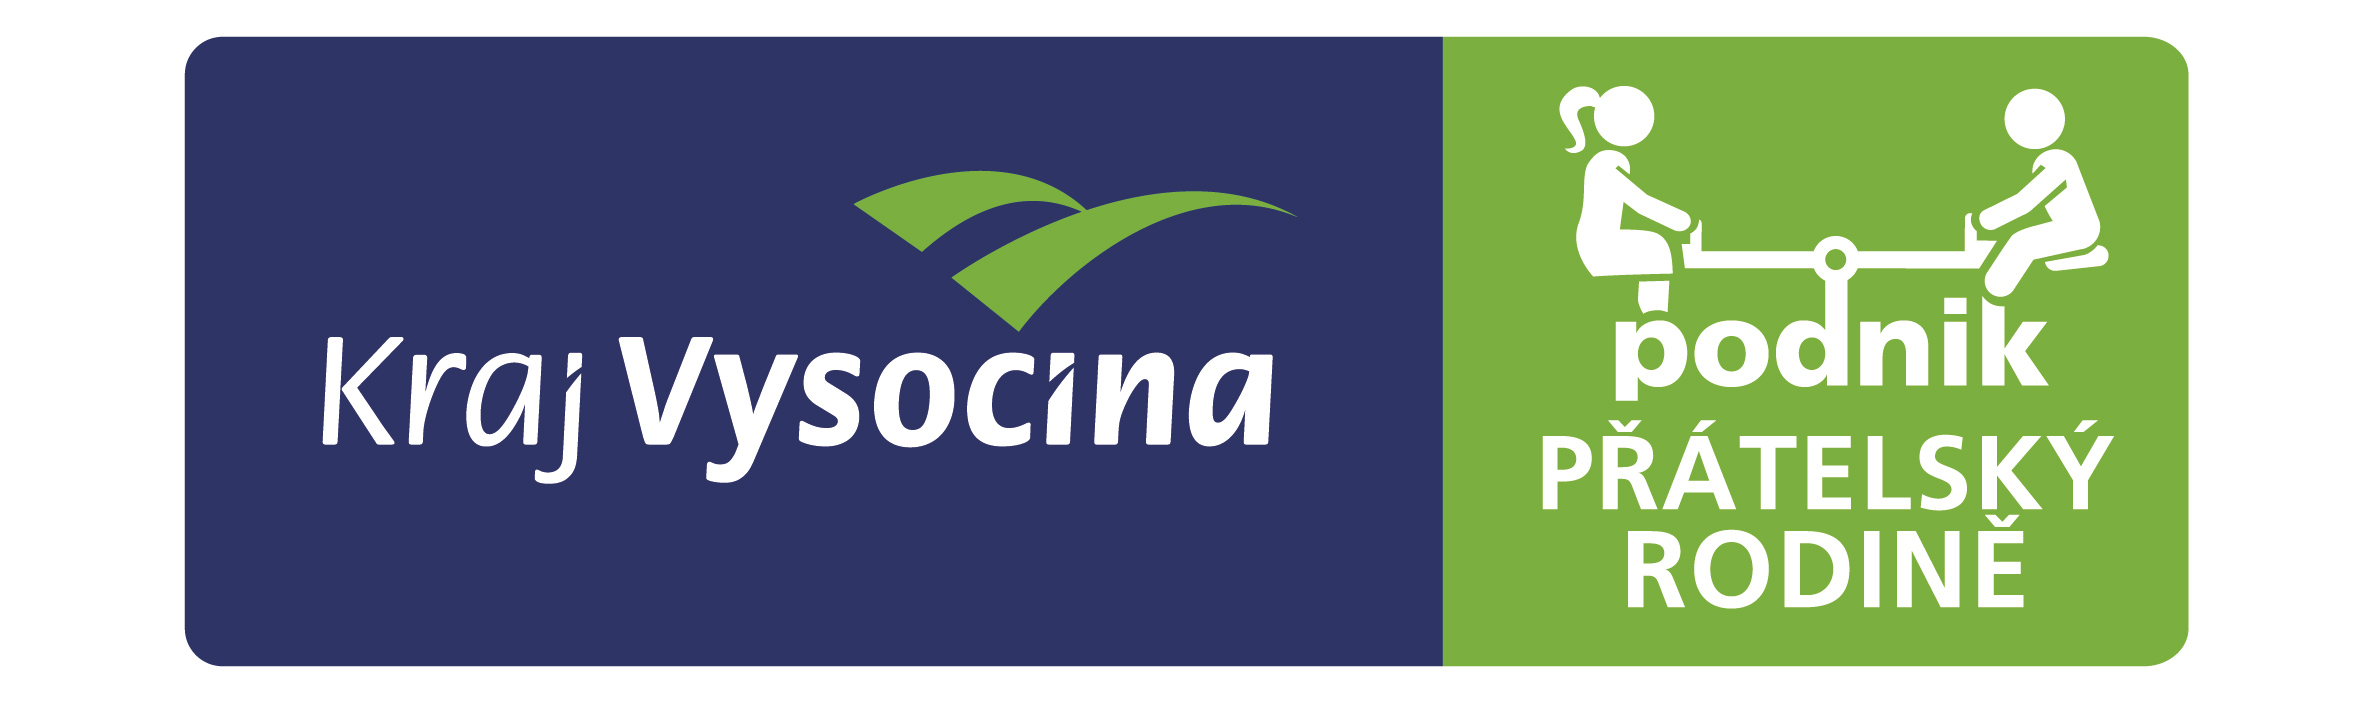 Kraj Vysočina
podnik
PŘÁTELSKÝ
RODINĚ